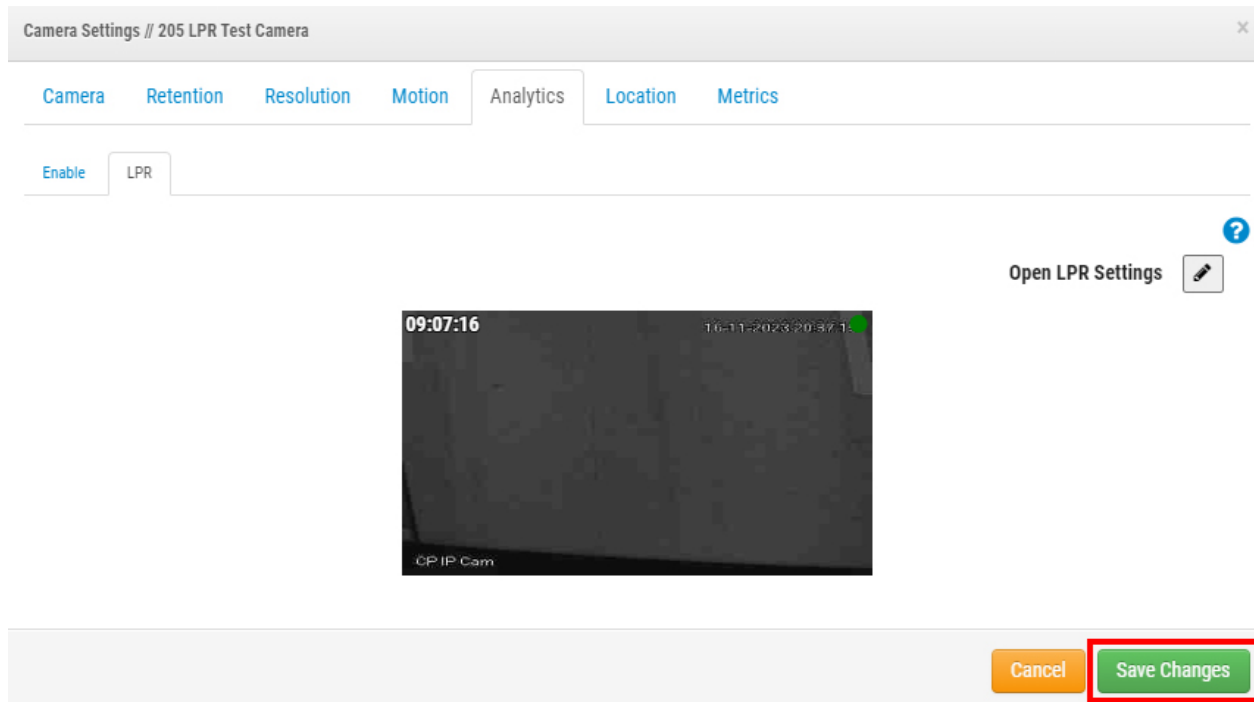 Camera Settings // 205 LPR Test Camera
Camera Retention Resolution Motion Analytics Location Metrics
Enable LPR
Open LPR Settings
09:07:16
CP IP Cam
Cancel Save Changes